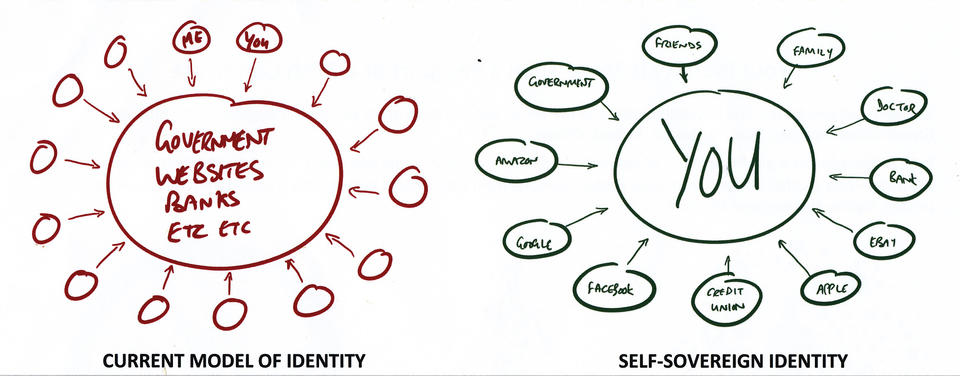 ME
YOU
GOVERNMENT
WEBSITES
BANKS
ETC ETC
CURRENT MODEL OF IDENTITY
FRIENDS
FAMILY
GOVERNMENT
DOCTOR
YOU
AMAZON
BANK
GOOGLE
EBAY
FACEBOOK
CREDIT
UNION
APPLE
SELF-SOVEREIGN IDENTITY